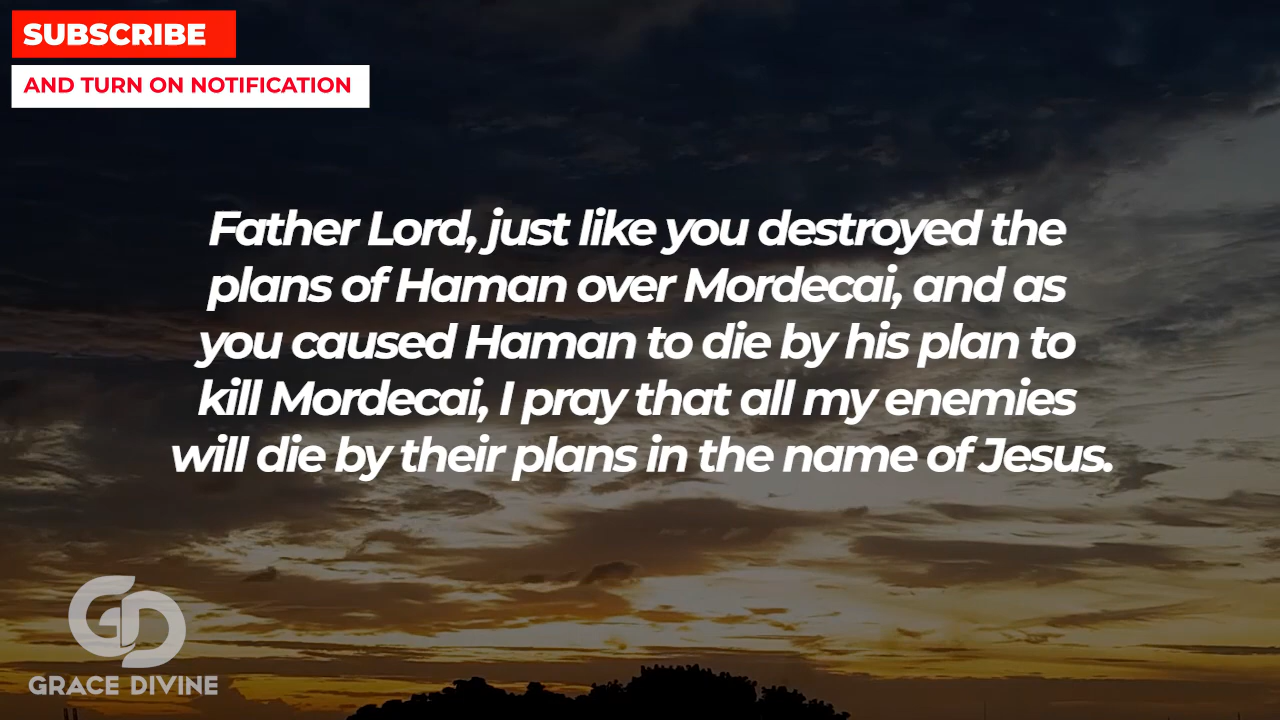 SUBSCRIBE
AND TURN ON NOTIFICATION
Father Lord, just like you destroyed the
plans of Haman over Mordecai, and as
you caused Haman to die by his plan to
kill Mordecai, I pray that all my enemies
will die by their plans in the name of Jesus.
GD
GRACE DIVINE